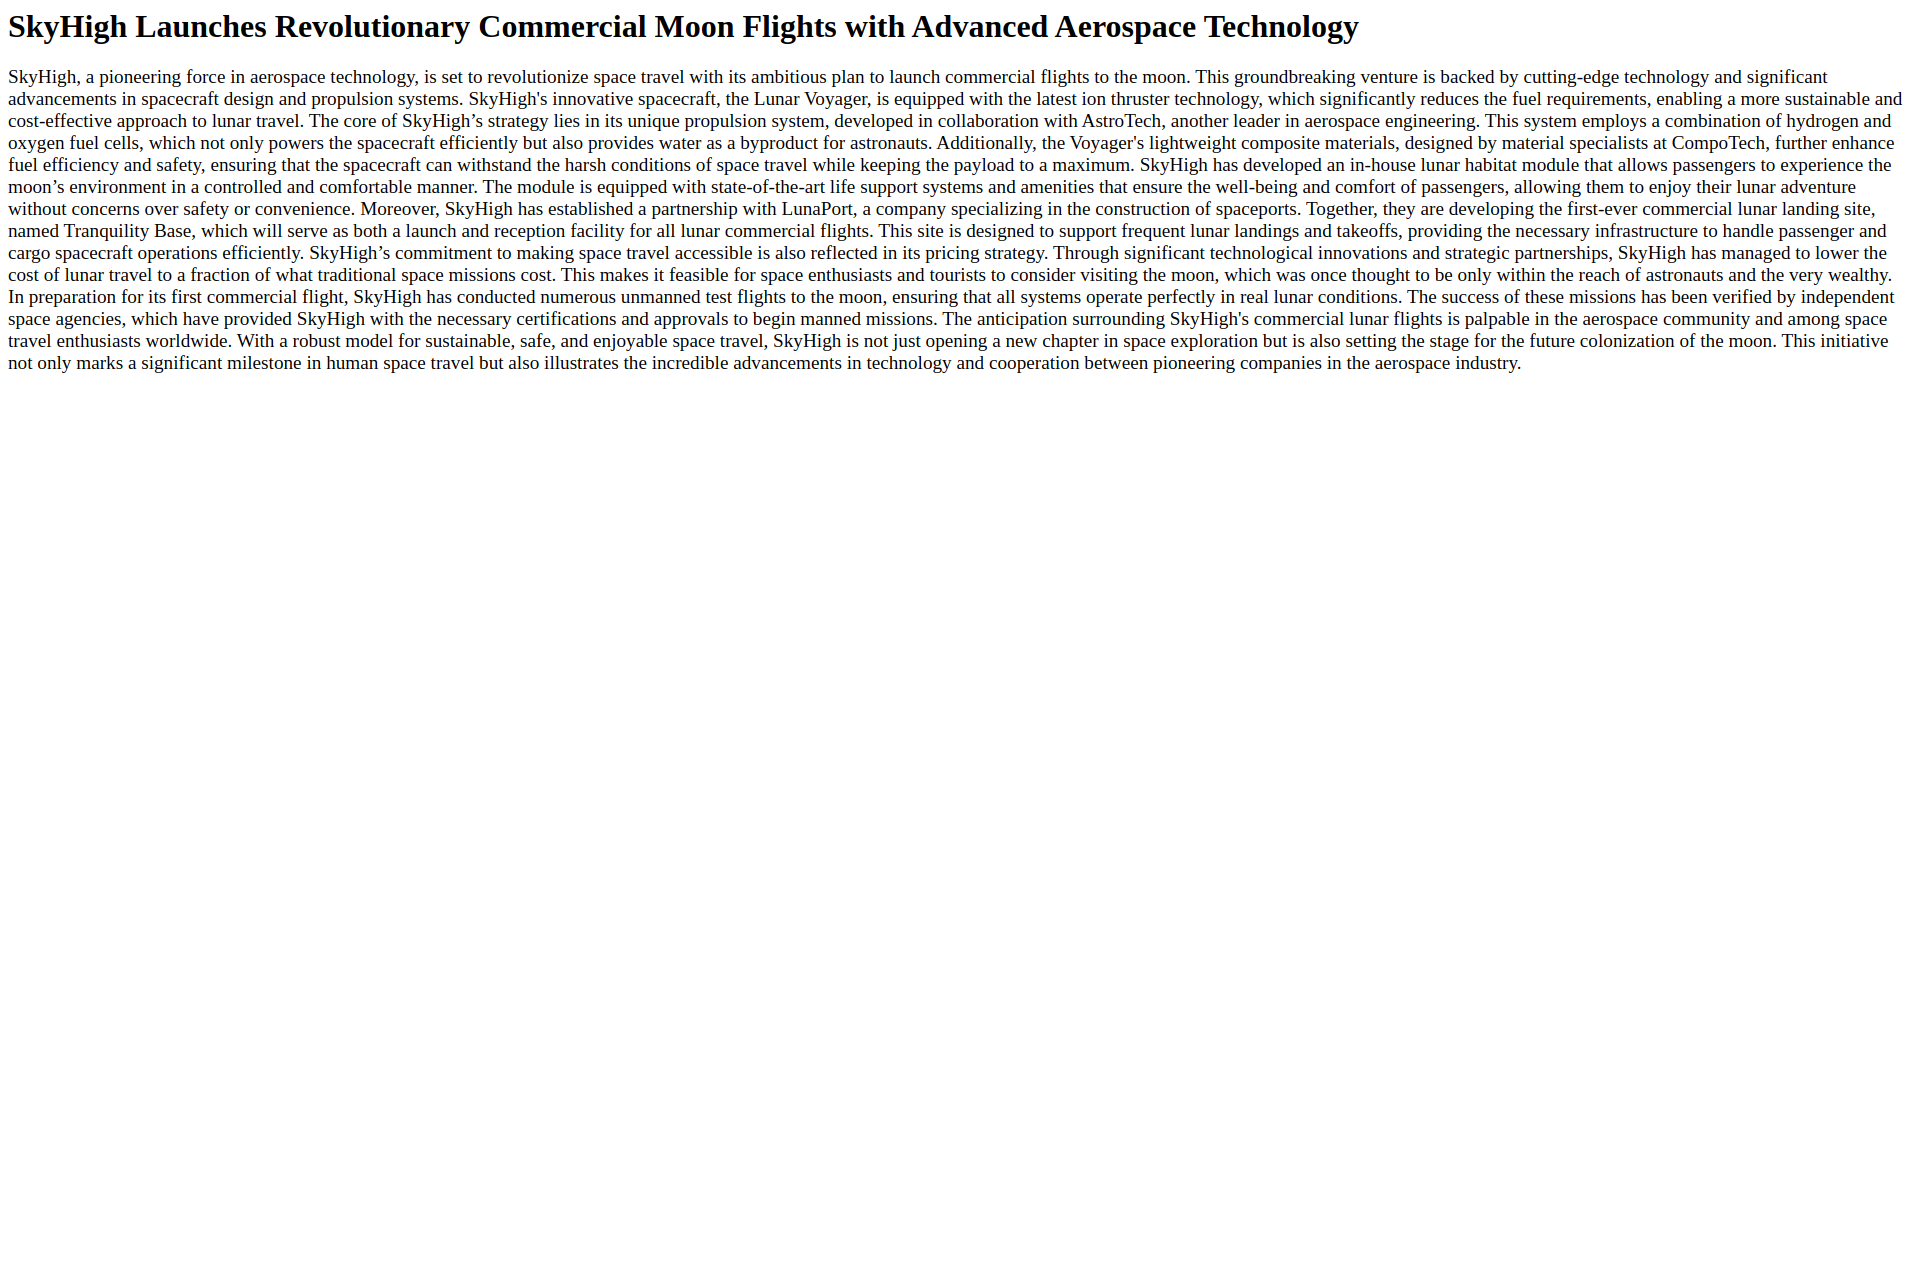 SkyHigh Launches Revolutionary Commercial Moon Flights with Advanced Aerospace Technology
SkyHigh, a pioneering force in aerospace technology, is set to revolutionize space travel with its ambitious plan to launch commercial flights to the moon. This groundbreaking venture is backed by cutting-edge technology and significant
advancements in spacecraft design and propulsion systems. SkyHigh's innovative spacecraft, the Lunar Voyager, is equipped with the latest ion thruster technology, which significantly reduces the fuel requirements, enabling a more sustainable and
cost-effective approach to lunar travel. The core of SkyHigh’s strategy lies in its unique propulsion system, developed in collaboration with AstroTech, another leader in aerospace engineering. This system employs a combination of hydrogen and
oxygen fuel cells, which not only powers the spacecraft efficiently but also provides water as a byproduct for astronauts. Additionally, the Voyager's lightweight composite materials, designed by material specialists at CompoTech, further enhance
fuel efficiency and safety, ensuring that the spacecraft can withstand the harsh conditions of space travel while keeping the payload to a maximum. SkyHigh has developed an in-house lunar habitat module that allows passengers to experience the
moon’s environment in a controlled and comfortable manner. The module is equipped with state-of-the-art life support systems and amenities that ensure the well-being and comfort of passengers, allowing them to enjoy their lunar adventure
without concerns over safety or convenience. Moreover, SkyHigh has established a partnership with LunaPort, a company specializing in the construction of spaceports. Together, they are developing the first-ever commercial lunar landing site,
named Tranquility Base, which will serve as both a launch and reception facility for all lunar commercial flights. This site is designed to support frequent lunar landings and takeoffs, providing the necessary infrastructure to handle passenger and
cargo spacecraft operations efficiently. SkyHigh’s commitment to making space travel accessible is also reflected in its pricing strategy. Through significant technological innovations and strategic partnerships, SkyHigh has managed to lower the
cost of lunar travel to a fraction of what traditional space missions cost. This makes it feasible for space enthusiasts and tourists to consider visiting the moon, which was once thought to be only within the reach of astronauts and the very wealthy.
In preparation for its first commercial flight, SkyHigh has conducted numerous unmanned test flights to the moon, ensuring that all systems operate perfectly in real lunar conditions. The success of these missions has been verified by independent
space agencies, which have provided SkyHigh with the necessary certifications and approvals to begin manned missions. The anticipation surrounding SkyHigh's commercial lunar flights is palpable in the aerospace community and among space
travel enthusiasts worldwide. With a robust model for sustainable, safe, and enjoyable space travel, SkyHigh is not just opening a new chapter in space exploration but is also setting the stage for the future colonization of the moon. This initiative
not only marks a significant milestone in human space travel but also illustrates the incredible advancements in technology and cooperation between pioneering companies in the aerospace industry.